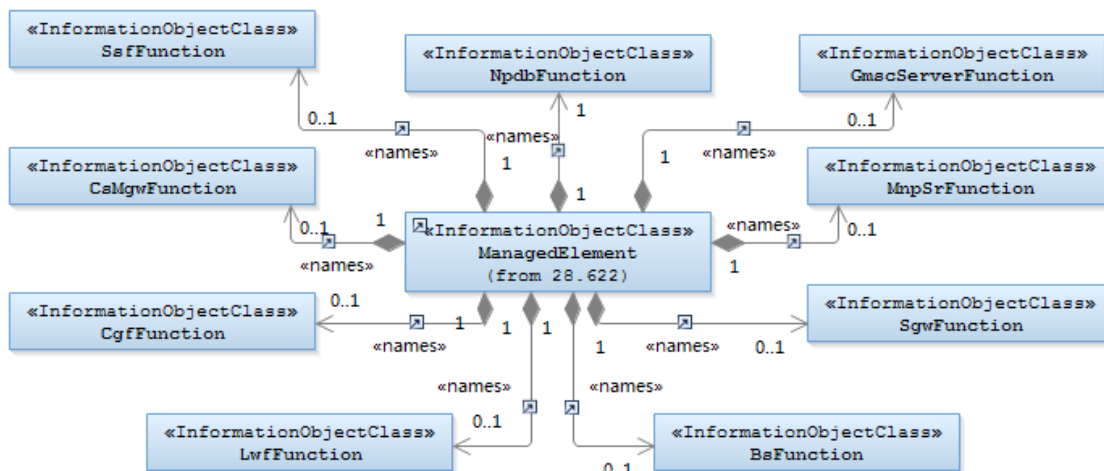 «InformationObjectClass»
SsfFunction
«InformationObjectClass»
NpdbFunction
«InformationObjectClass»
GmscServerFunction
0..1
«names»
1
1
«names»
1
0..1
«names»
1
«InformationObjectClass»
CsMgwFunction
«InformationObjectClass»
MnpSrFunction
0..1
1
«names»
«InformationObjectClass»
ManagedElement
(from 28.622)
«names»
0..1
1
«InformationObjectClass»
CgfFunction
0..1
1
«names»
1
1
1
«names»
0..1
«InformationObjectClass»
SgwFunction
«names»
0..1
«names»
0..1
«InformationObjectClass»
LwfFunction
«InformationObjectClass»
BsFunction